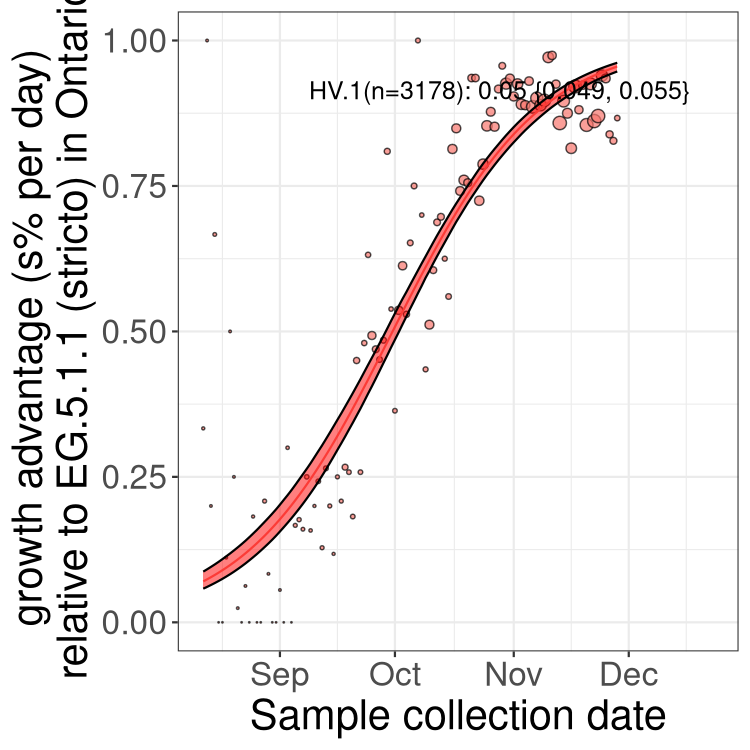 growth advantage (s% per day)
relative to EG.5.1.1 (stricto) in Ontario
1.00
0.75
0.50
0.25
0.00
HV.1(n=3178): 0.05 {0.049, 0.055}
Sep Oct Nov Dec
Sample collection date